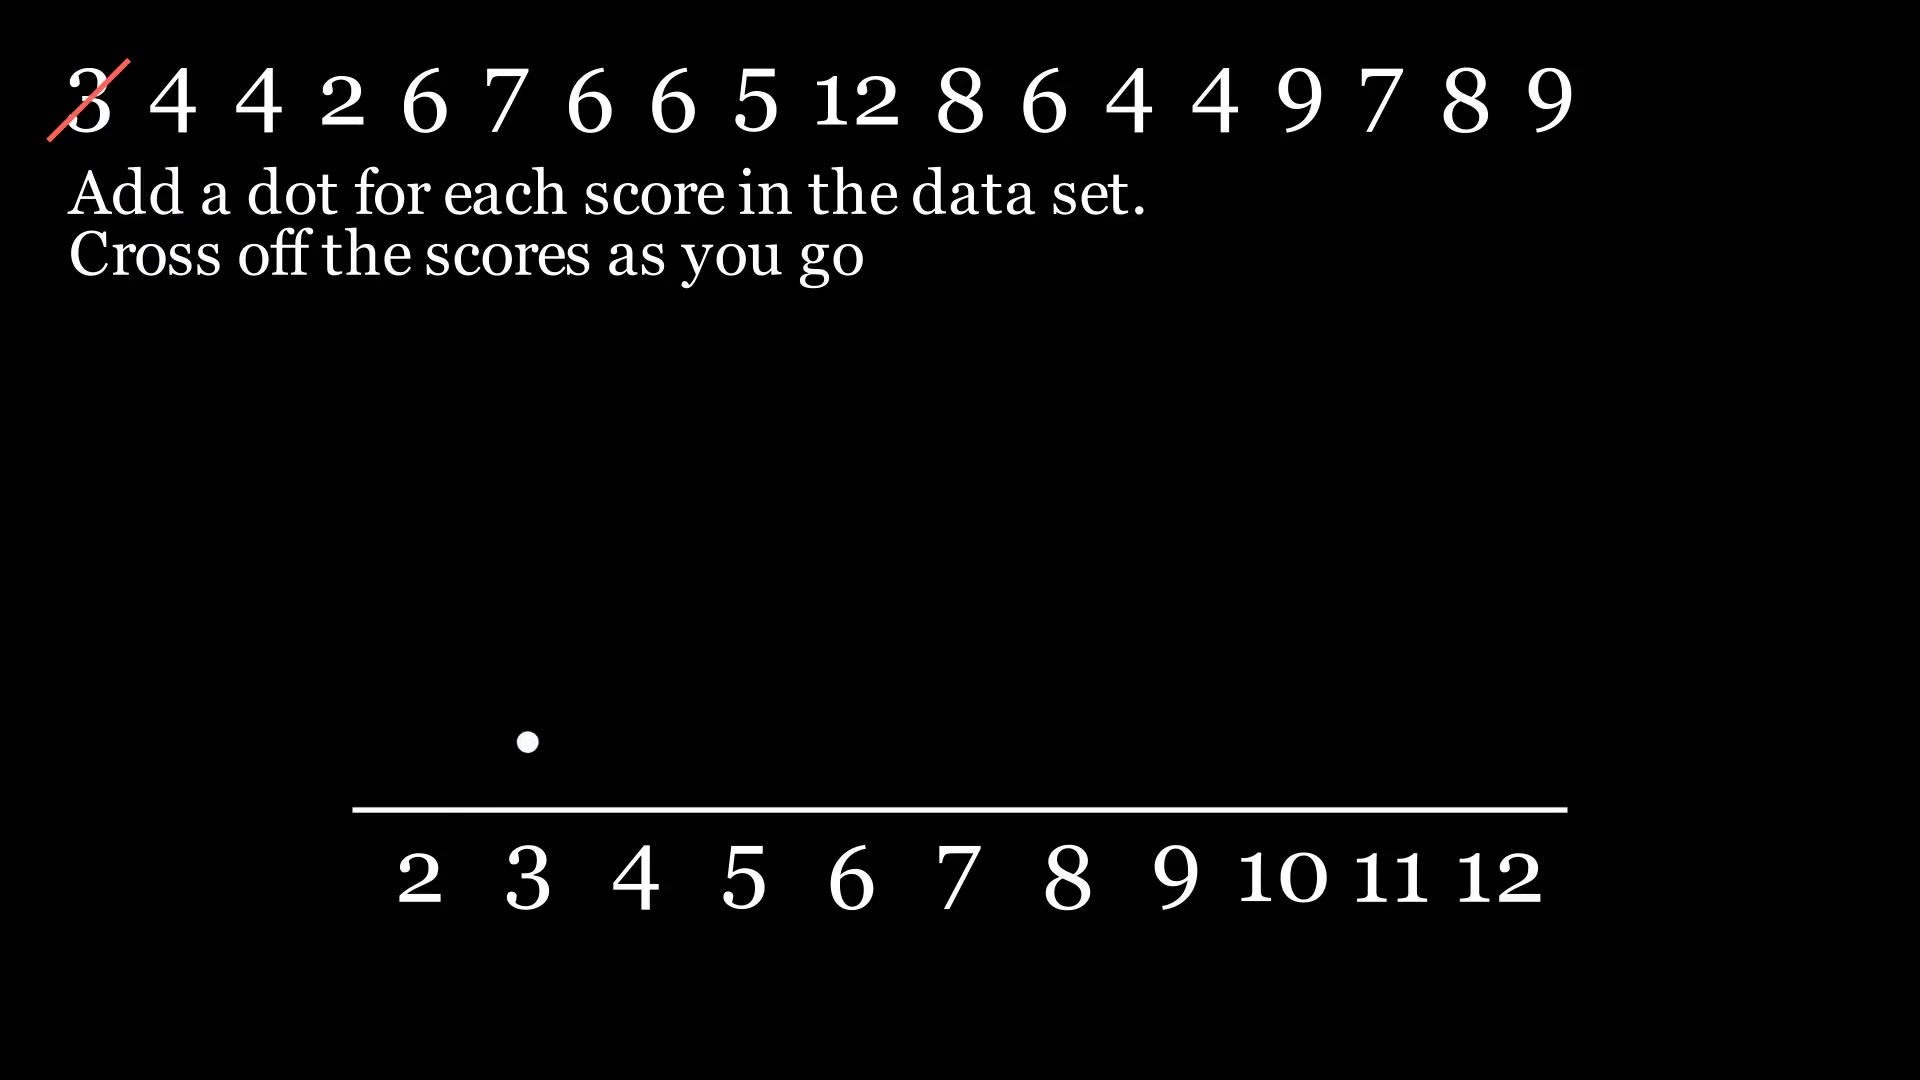 3 4 4 2 6 7 6 6 5 12 8 6 4 4 9 7 8 9
Add a dot for each score in the data set.
Cross off the scores as you go
2 3 4 5 6 7 8 9 10 11 12